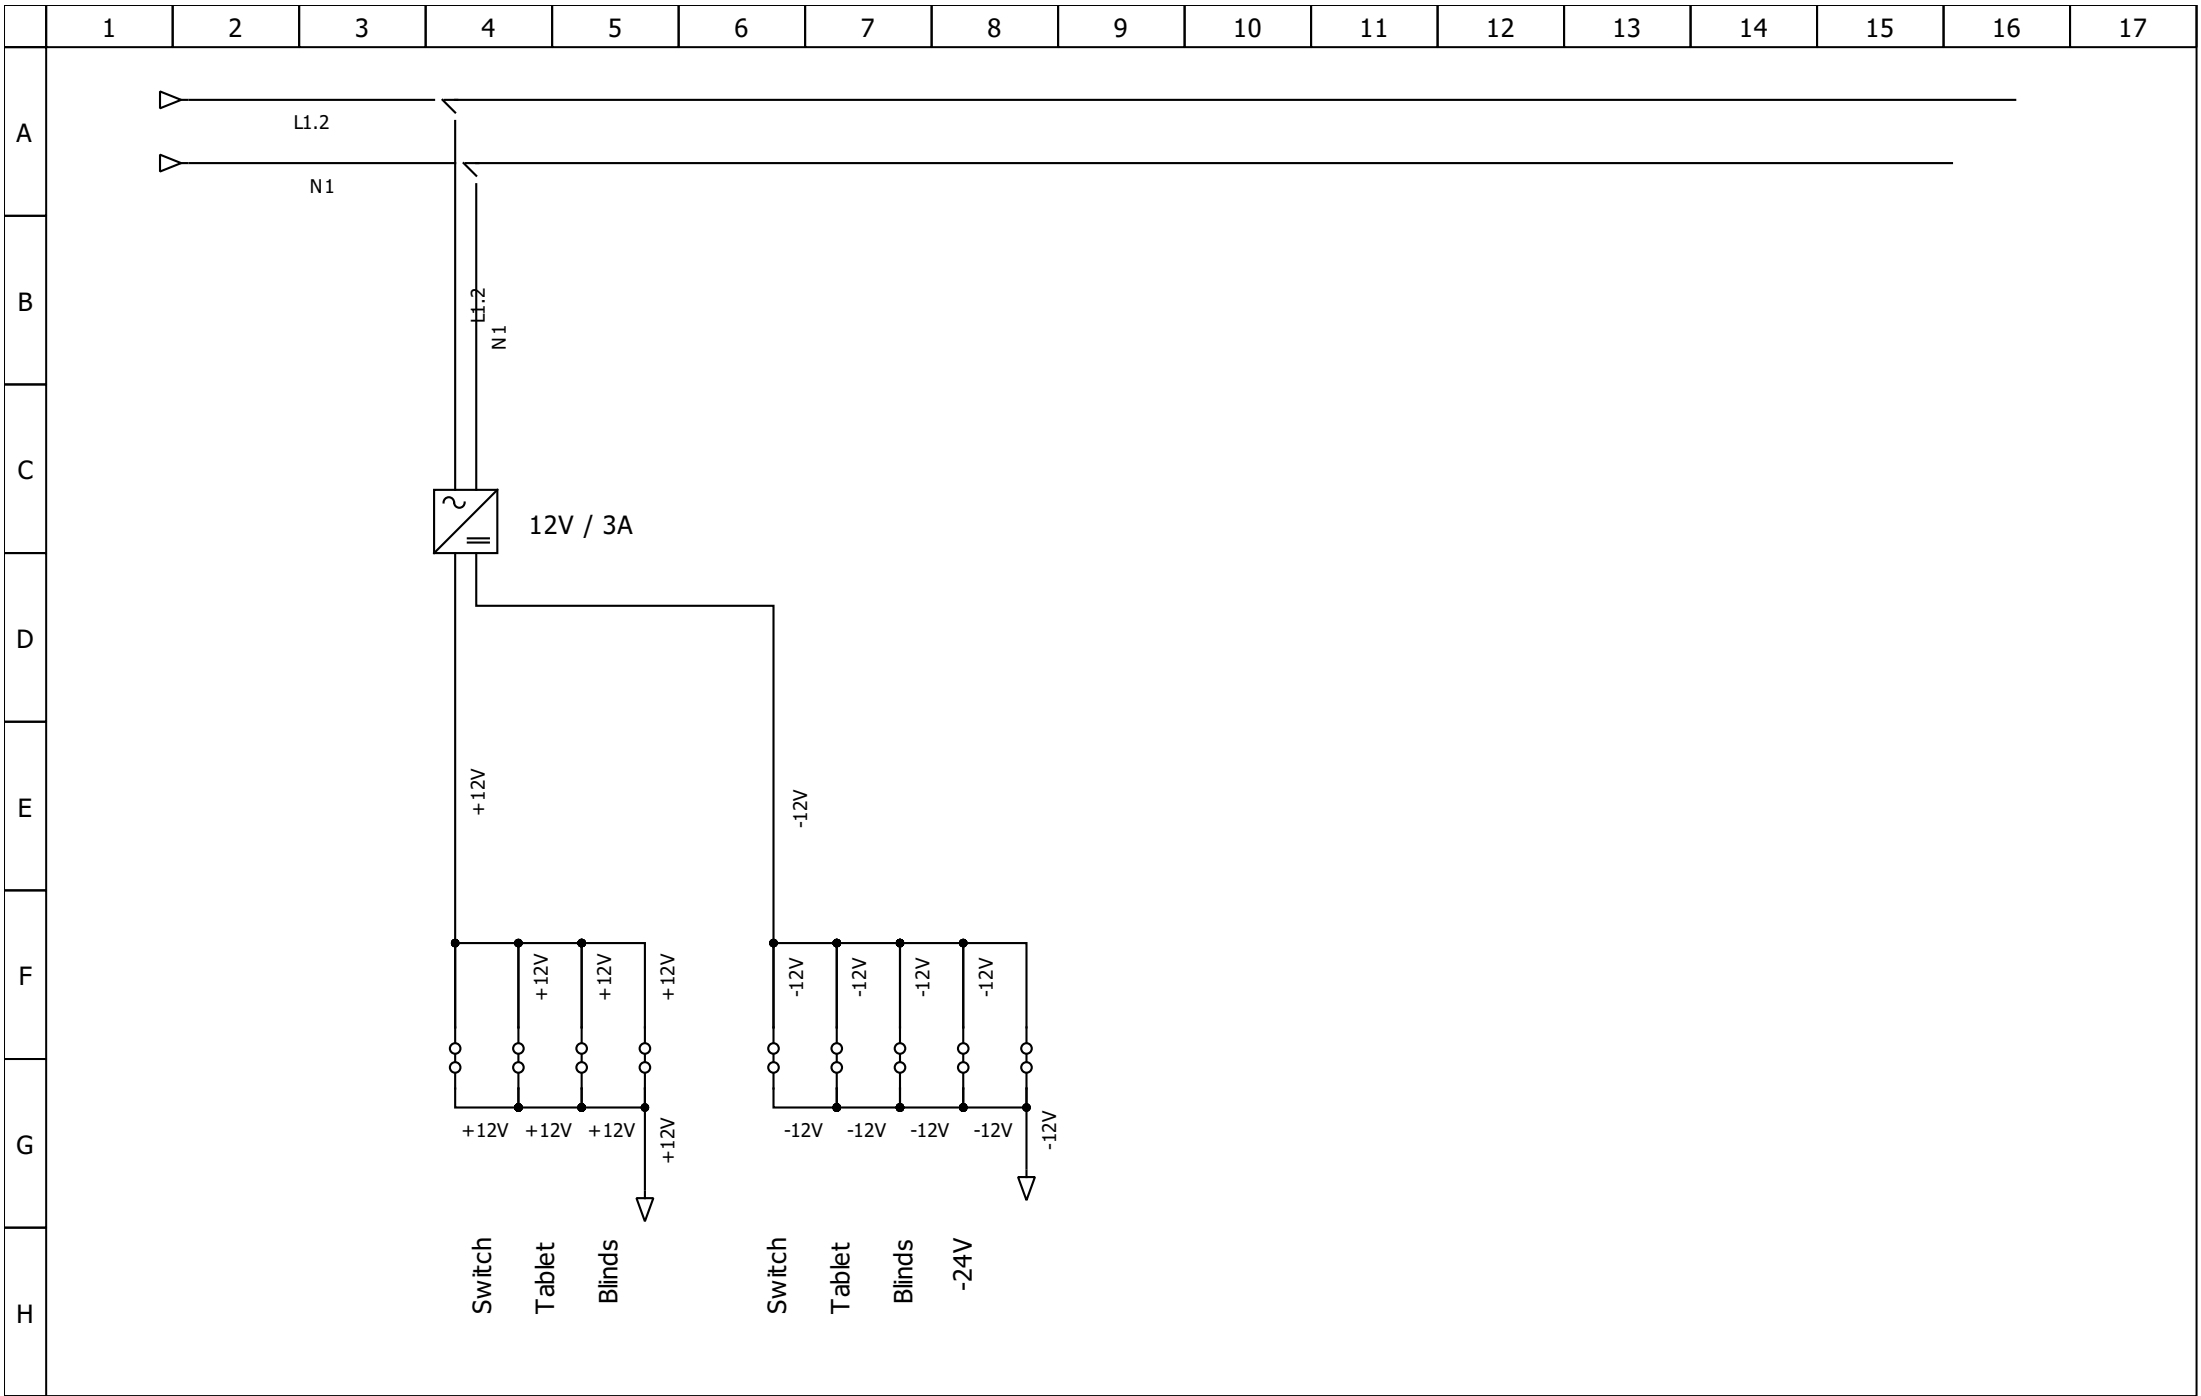 1 2 3 4 5 6 7 8 9 10 11 12 13 14 15 16 17
A
L1.2
N1
B
L1.2
N1
C
12V / 3A
D
E
+12V
-12V
F
+12V +12V +12V -12V -12V -12V -12V
G
+12V +12V +12V +12V -12V -12V -12V -12V -12V
H
Switch Tablet Blinds Switch Tablet Blinds -24V